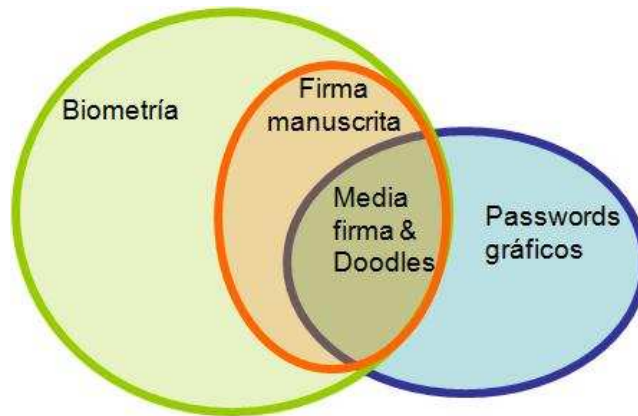 Biometría
Firma
manuscrita
Media
firma &
Doodles
Passwords
gráficos